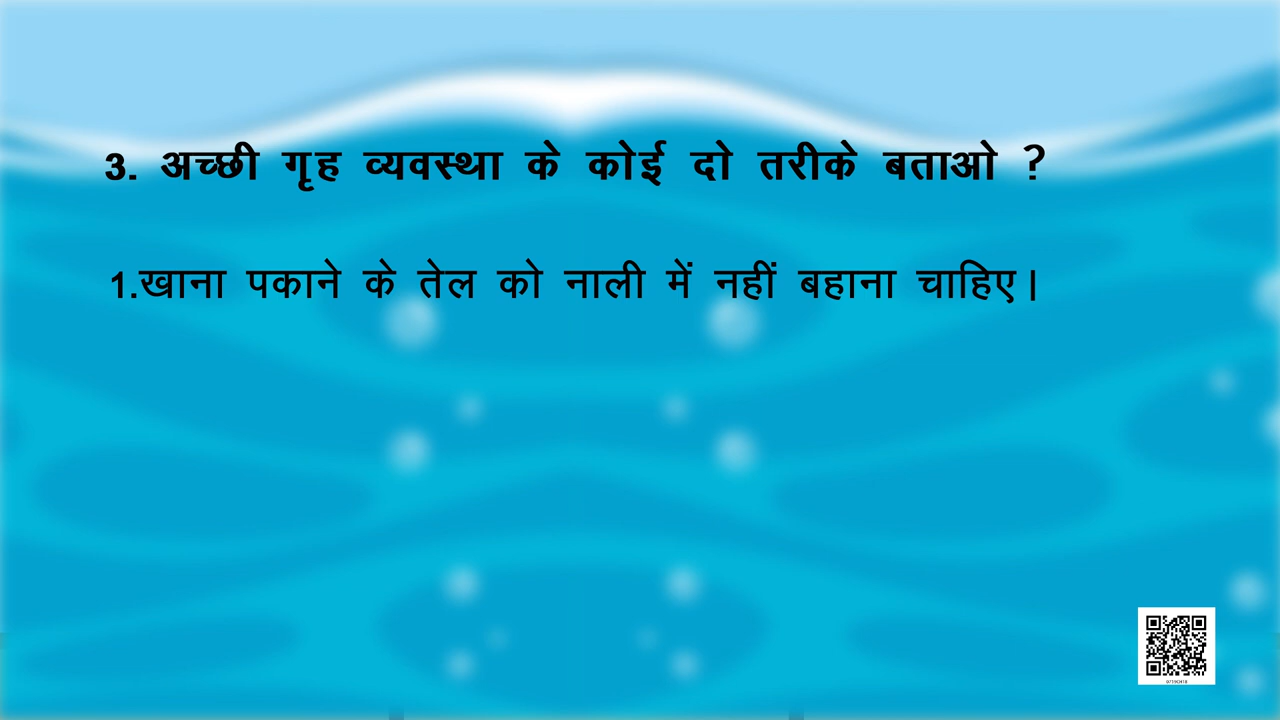 3. अच्छी गृह व्यवस्था के कोई दो तरीके बताओ ?
1.खाना पकाने के तेल को नाली में नहीं बहाना चाहिए।